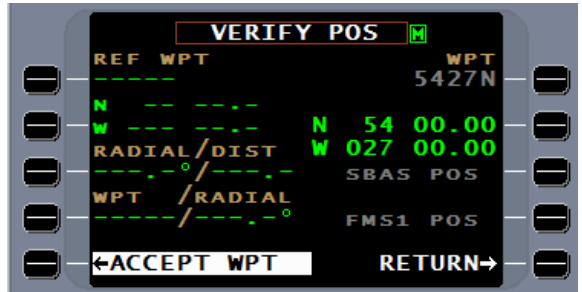 VERIFY POS M
REF WPT WPT
----- 5427N
N -- --.-
W --- --.- N 54 00.00
RADIAL/DIST W 027 00.00
---.-°/---.- SBAS POS
WPT /RADIAL
-----/---.-° FMS1 POS
←ACCEPT WPT RETURN→